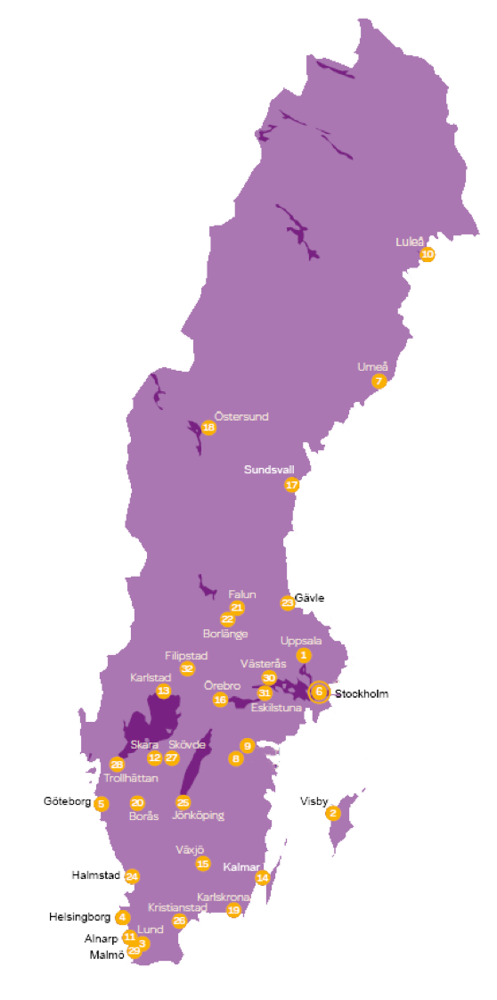 Luleå
10
Umeå
7
Östersund
18
Sundsvall
17
Falun
21
Gävle
23
22
Borlänge
Uppsala
1
Filipstad
32
Västerås
30
Karlstad
13
Örebro
16
31
Eskilstuna
6
Stockholm
9
8
Skara
12
Skövde
27
28
Trollhättan
Göteborg
5
20
Borås
25
Jönköping
Visby
2
Växjö
15
Kalmar
14
Halmstad
24
Karlskrona
19
Kristianstad
26
Helsingborg
4
Lund
3
Alnarp
11
Malmö
29